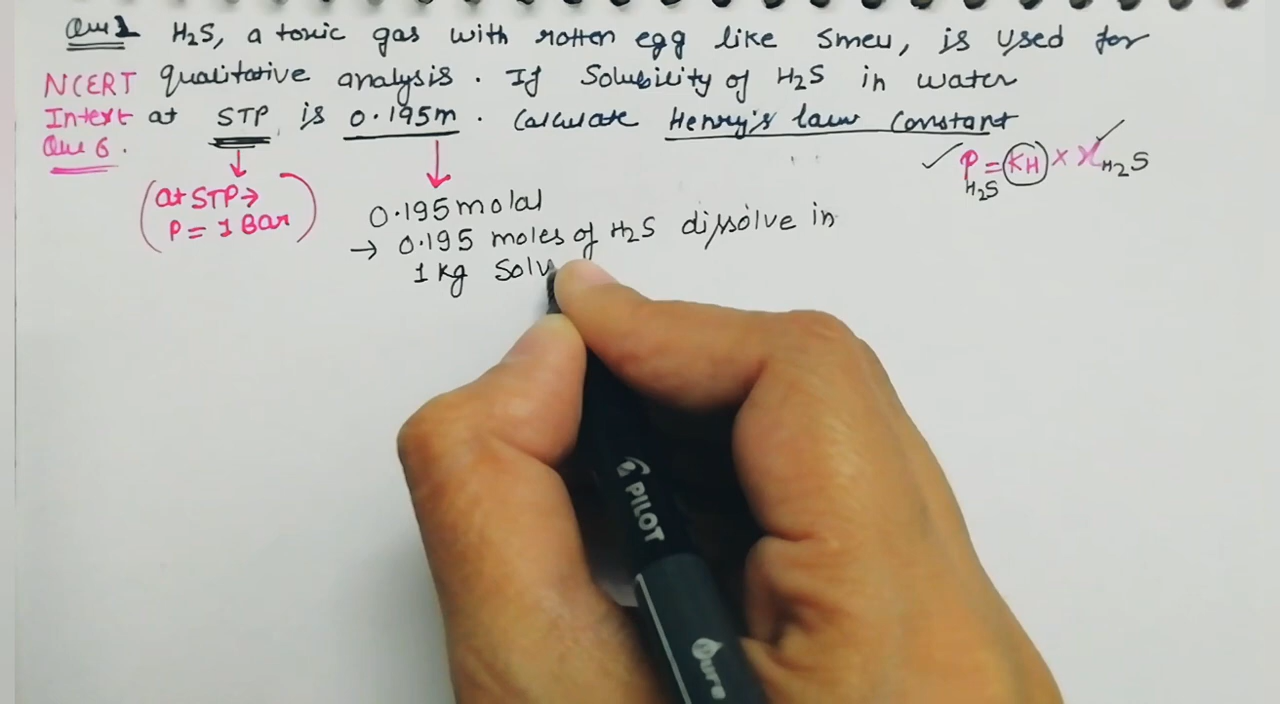 Que 1 H₂S, a toxic gas with rotten egg like smell, is used for
NCERT qualitative analysis. If Solubility of H₂S in water
Intext at STP is 0.195m. Calculate Henry's law Constant
Que 6.
P H₂S = KH × x H₂S
(at STP→
P = 1 Bar)
0.195 molal
→ 0.195 moles of H₂S dissolve in
1 kg Solv
PILOT
Pure